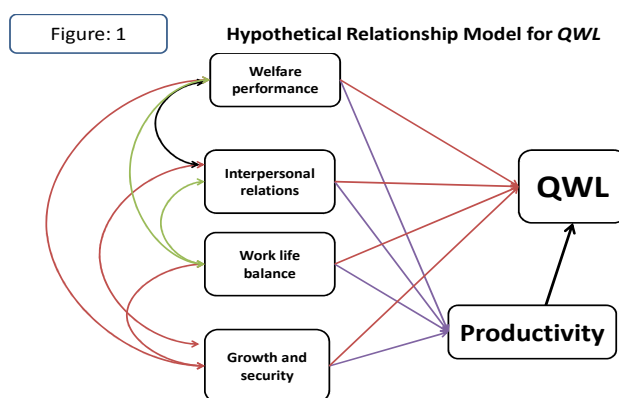 Figure: 1
Hypothetical Relationship Model for QWL
Welfare
performance
Interpersonal
relations
Work life
balance
Growth and
security
QWL
Productivity